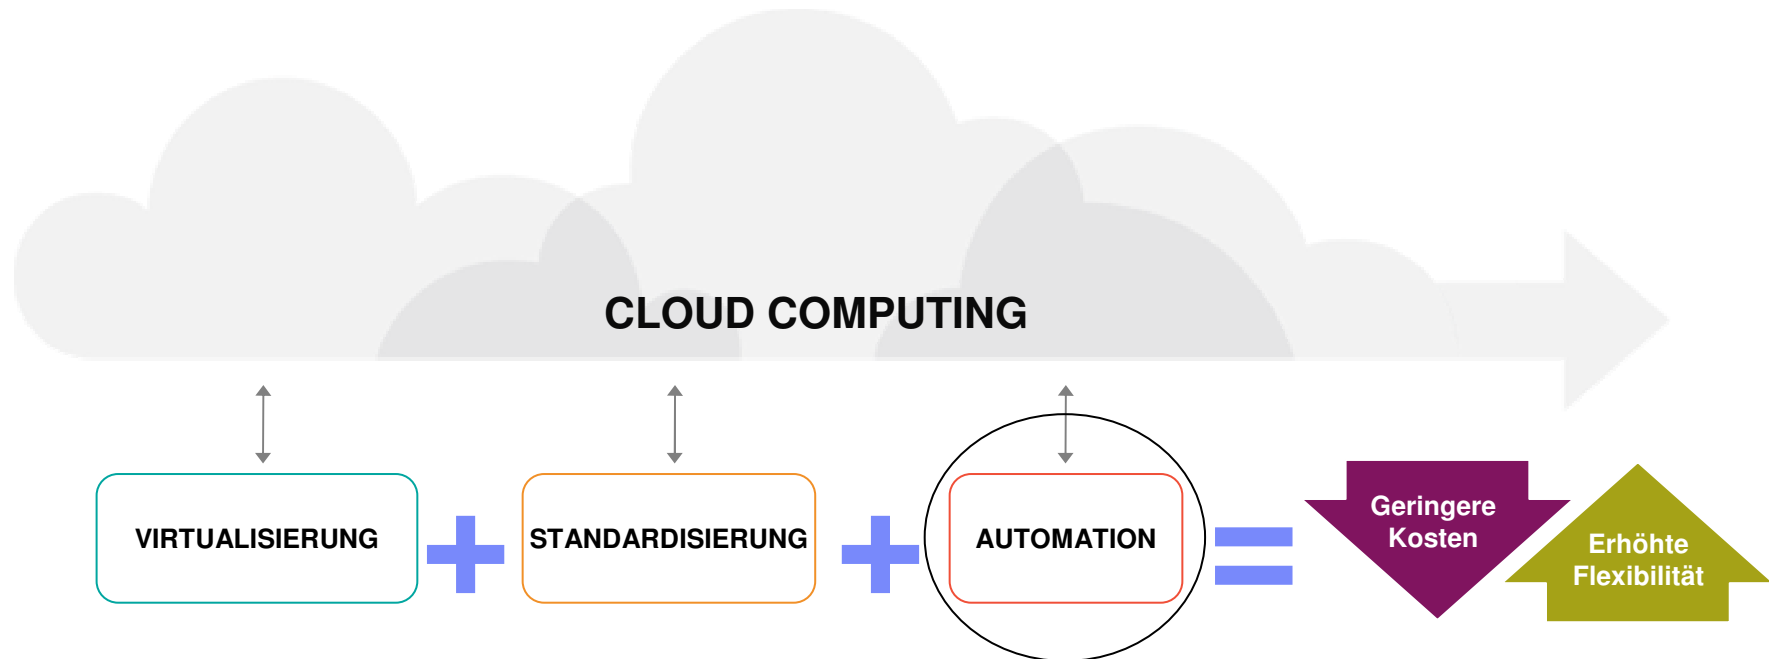 CLOUD COMPUTING
VIRTUALISIERUNG
STANDARDISIERUNG
AUTOMATION
Geringere
Kosten
Erhöhte
Flexibilität